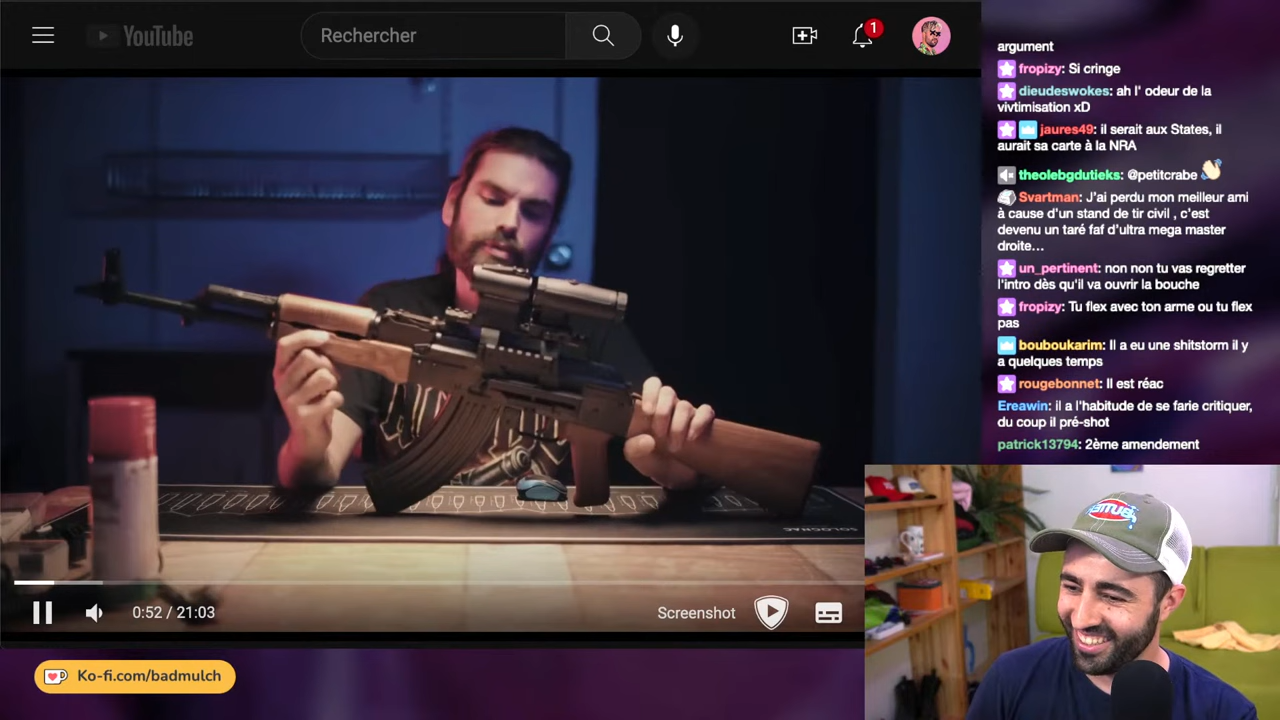 YouTube
Rechercher
1
argument
fropizy: Si cringe
dieudeswokes: ah l' odeur de la
vivtimisation xD
jaures49: il serait aux States, il
aurait sa carte à la NRA
theolebgdutieks: @petitcrabe
Svartman: J'ai perdu mon meilleur ami
à cause d'un stand de tir civil , c'est
devenu un taré faf d'ultra mega master
droite…
un_pertinent: non non tu vas regretter
l'intro dès qu'il va ouvrir la bouche
fropizy: Tu flex avec ton arme ou tu flex
pas
bouboukarim: Il a eu une shitstorm il y
a quelques temps
rougebonnet: Il est réac
Ereawin: il a l'habitude de se farie critiquer,
du coup il pré-shot
patrick13794: 2ème amendement
SOLOGNAC
0:52 / 21:03
Screenshot
Ko-fi.com/badmulch